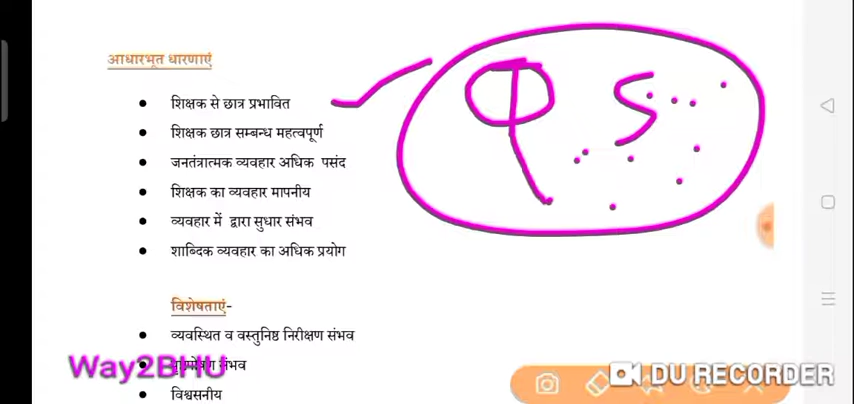 आधारभूत धारणाएं
• शिक्षक से छात्र प्रभावित
• शिक्षक छात्र सम्बन्ध महत्वपूर्ण
• जनतंत्रात्मक व्यवहार अधिक पसंद
• शिक्षक का व्यवहार मापनीय
• व्यवहार में द्वारा सुधार संभव
• शाब्दिक व्यवहार का अधिक प्रयोग
T S
विशेषताएं-
• व्यवस्थित व वस्तुनिष्ठ निरीक्षण संभव
• संभव
• विश्वसनीय
Way2BHU
DU RECORDER